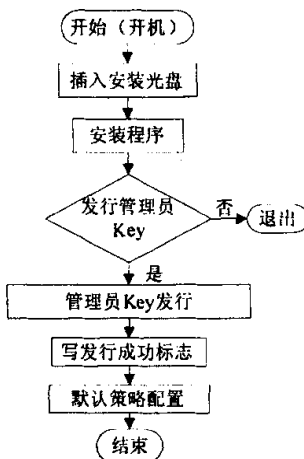 开始（开机）
插入安装光盘
安装程序
发行管理员
Key
否
退出
是
管理员Key发行
写发行成功标志
默认策略配置
结束